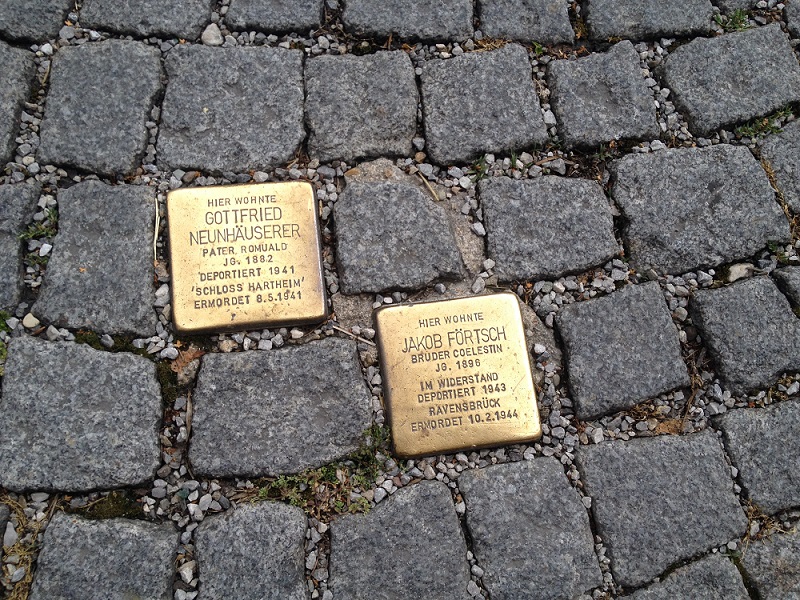 HIER WOHNTE
GOTTFRIED
NEUNHÄUSERER
PATER ROMUALD
JG. 1882
DEPORTIERT 1941
'SCHLOSS HARTHEIM'
ERMORDET 8.5.1941
HIER WOHNTE
JAKOB FÖRTSCH
BRUDER COELESTIN
JG. 1896
IM WIDERSTAND
DEPORTIERT 1943
RAVENSBRÜCK
ERMORDET 10.2.1944